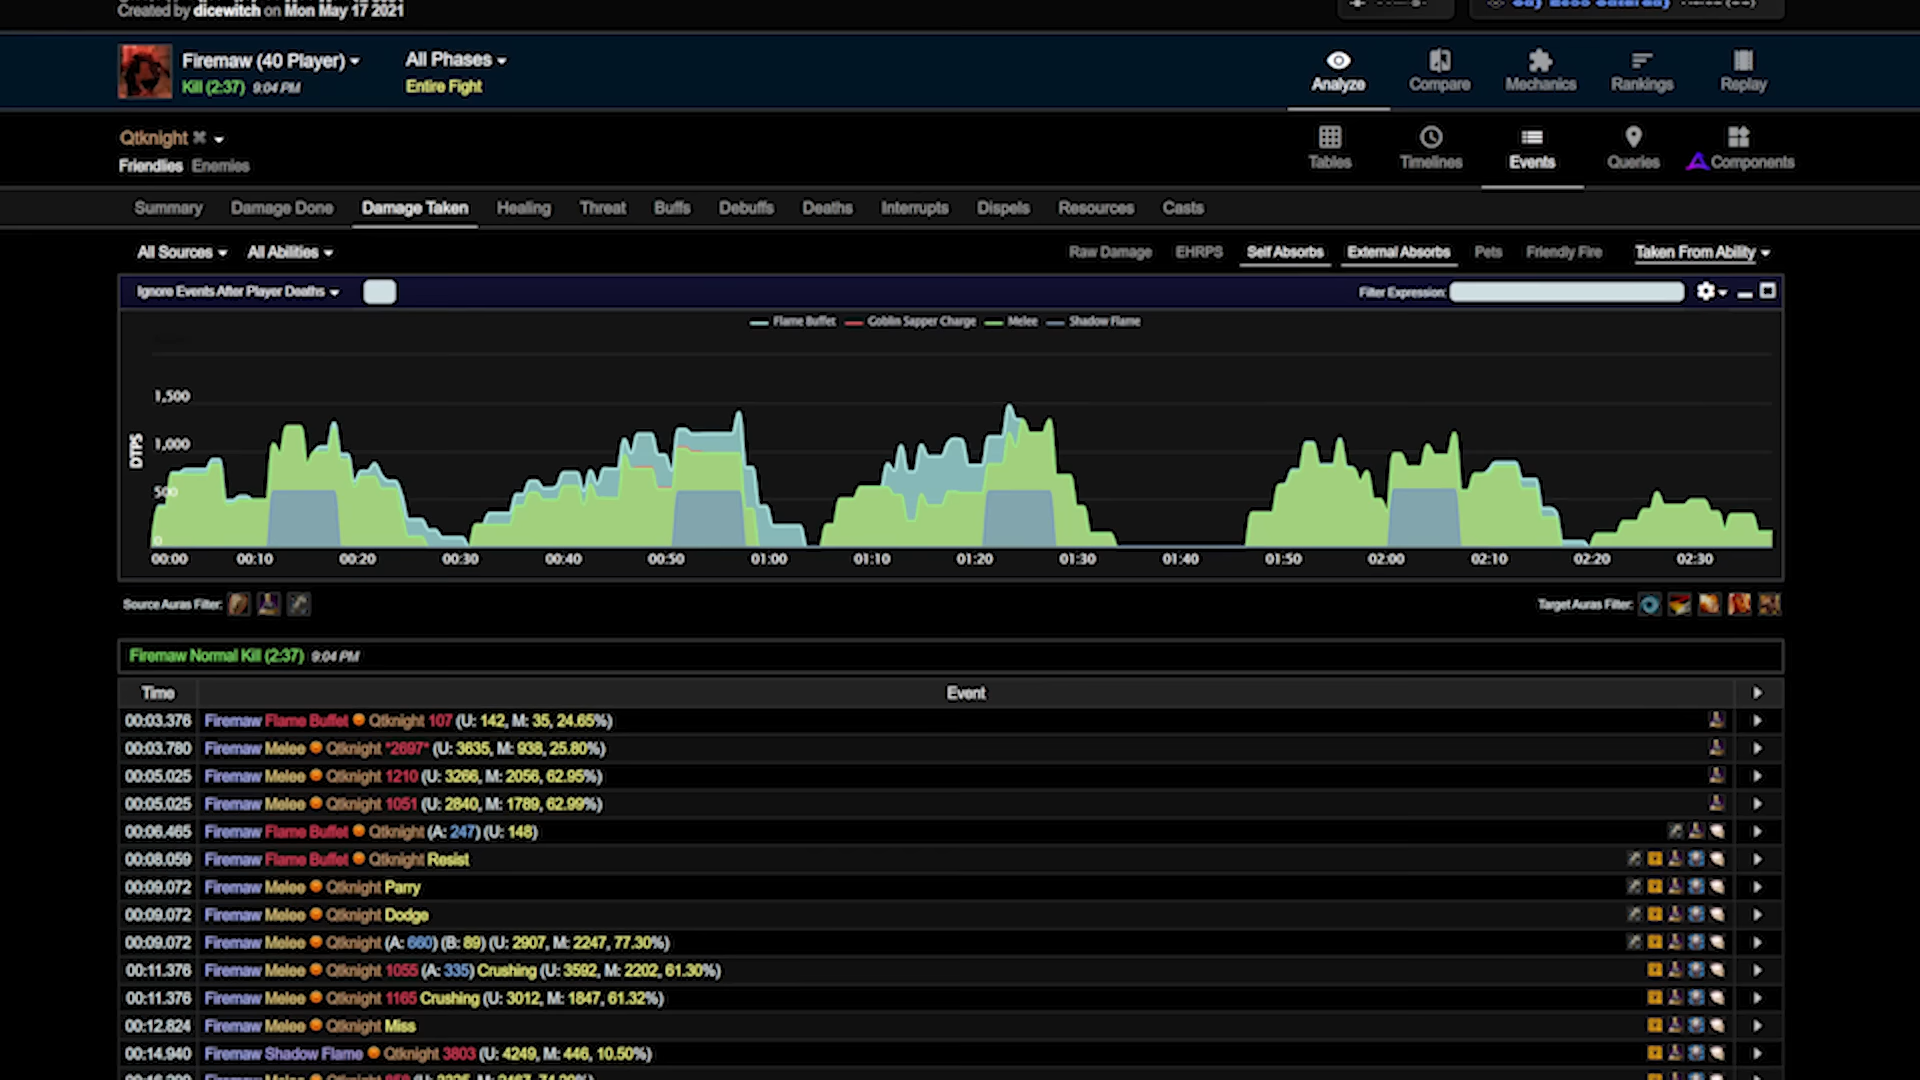 Created by dicewitch on Mon May 17 2021
Firemaw (40 Player)
All Phases
Kill (2:37) 9:04 PM
Entire Fight
Analyze
Compare
Mechanics
Rankings
Replay
Qtknight
Friendlies Enemies
Tables
Timelines
Events
Queries
Components
Summary Damage Done Damage Taken Healing Threat Buffs Debuffs Deaths Interrupts Dispels Resources Casts
All Sources All Abilities Raw Damage EHRPS Self Absorbs External Absorbs Pets Friendly Fire Taken From Ability
Ignore Events After Player Deaths Filter Expression:
Flame Buffet Goblin Sapper Charge Melee Shadow Flame
1,500
1,000
500
0
DTPS
00:00 00:10 00:20 00:30 00:40 00:50 01:00 01:10 01:20 01:30 01:40 01:50 02:00 02:10 02:20 02:30
Source Auras Filter: Target Auras Filter:
Firemaw Normal Kill (2:37) 9:04 PM
Time Event
00:03.376 Firemaw Flame Buffet Qtknight 107 (U: 142, M: 35, 24.65%)
00:03.780 Firemaw Melee Qtknight *2697* (U: 3635, M: 938, 25.80%)
00:05.025 Firemaw Melee Qtknight 1210 (U: 3266, M: 2056, 62.95%)
00:05.025 Firemaw Melee Qtknight 1051 (U: 2840, M: 1789, 62.99%)
00:06.465 Firemaw Flame Buffet Qtknight (A: 247) (U: 148)
00:08.059 Firemaw Flame Buffet Qtknight Resist
00:09.072 Firemaw Melee Qtknight Parry
00:09.072 Firemaw Melee Qtknight Dodge
00:09.072 Firemaw Melee Qtknight (A: 660) (B: 89) (U: 2907, M: 2247, 77.30%)
00:11.376 Firemaw Melee Qtknight 1055 (A: 335) Crushing (U: 3592, M: 2202, 61.30%)
00:11.376 Firemaw Melee Qtknight 1165 Crushing (U: 3012, M: 1847, 61.32%)
00:12.824 Firemaw Melee Qtknight Miss
00:14.940 Firemaw Shadow Flame Qtknight 3803 (U: 4249, M: 446, 10.50%)